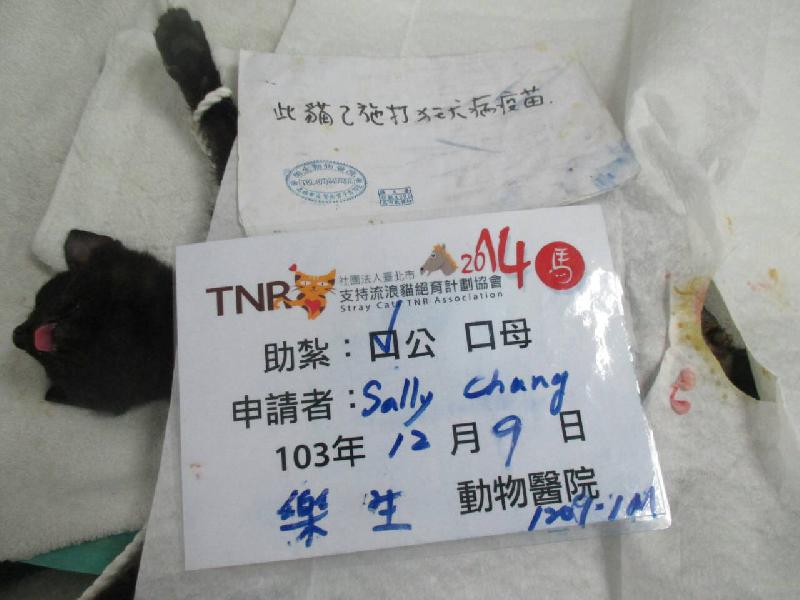 此貓已施打狂犬病疫苗.
TNR
社團法人臺北市
支持流浪貓絕育計劃協會
Stray Cats TNR Association
2014 馬
助紮：口公 口母
申請者：Sally Chang
103年 12 月 9 日
樂生 動物醫院
1209-1M